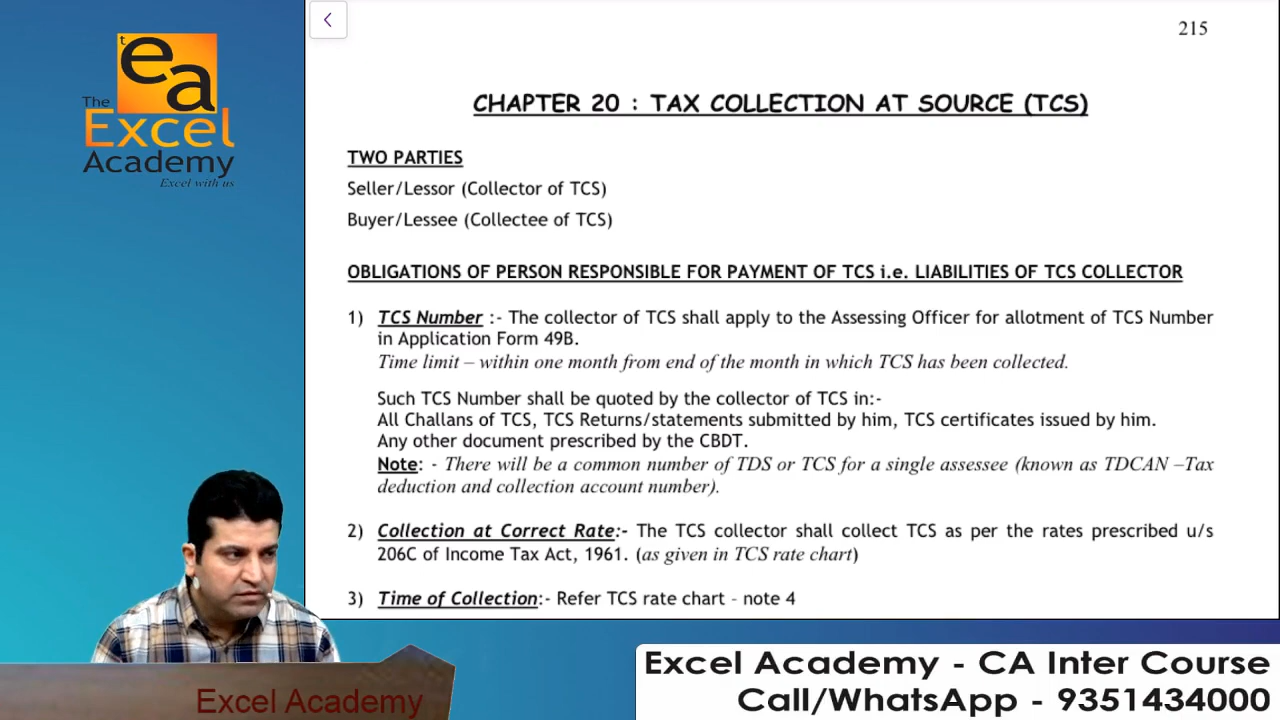 t
ea
The
Excel
Academy
Excel with us
215
CHAPTER 20 : TAX COLLECTION AT SOURCE (TCS)
TWO PARTIES
Seller/Lessor (Collector of TCS)
Buyer/Lessee (Collectee of TCS)
OBLIGATIONS OF PERSON RESPONSIBLE FOR PAYMENT OF TCS i.e. LIABILITIES OF TCS COLLECTOR
1) TCS Number :- The collector of TCS shall apply to the Assessing Officer for allotment of TCS Number
in Application Form 49B.
Time limit – within one month from end of the month in which TCS has been collected.
Such TCS Number shall be quoted by the collector of TCS in:-
All Challans of TCS, TCS Returns/statements submitted by him, TCS certificates issued by him.
Any other document prescribed by the CBDT.
Note: - There will be a common number of TDS or TCS for a single assessee (known as TDCAN –Tax
deduction and collection account number).
2) Collection at Correct Rate:- The TCS collector shall collect TCS as per the rates prescribed u/s
206C of Income Tax Act, 1961. (as given in TCS rate chart)
3) Time of Collection:- Refer TCS rate chart – note 4
Excel Academy
Excel Academy - CA Inter Course
Call/WhatsApp - 9351434000